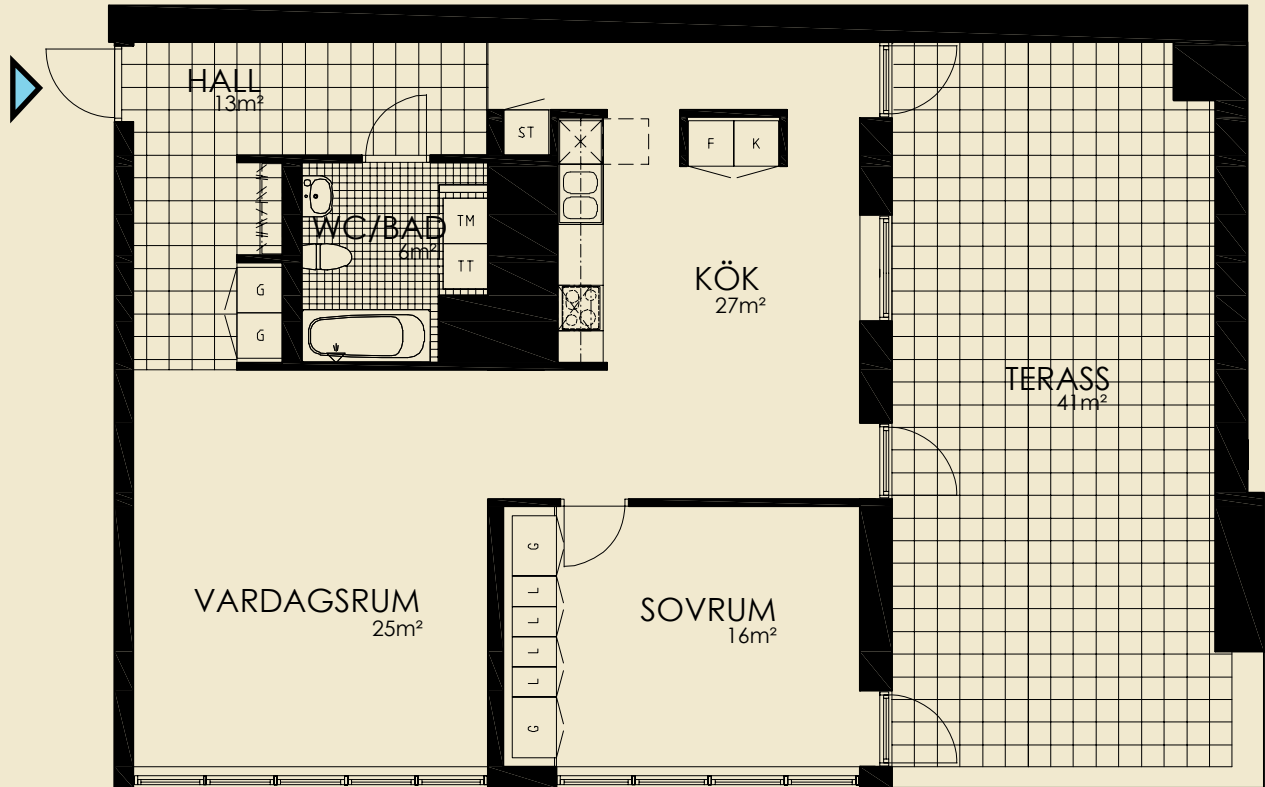 HALL
13m²
ST
F
K
WC/BAD
6m²
TM
TT
G
G
KÖK
27m²
TERASS
41m²
VARDAGSRUM
25m²
SOVRUM
16m²
G
L
L
L
L
G